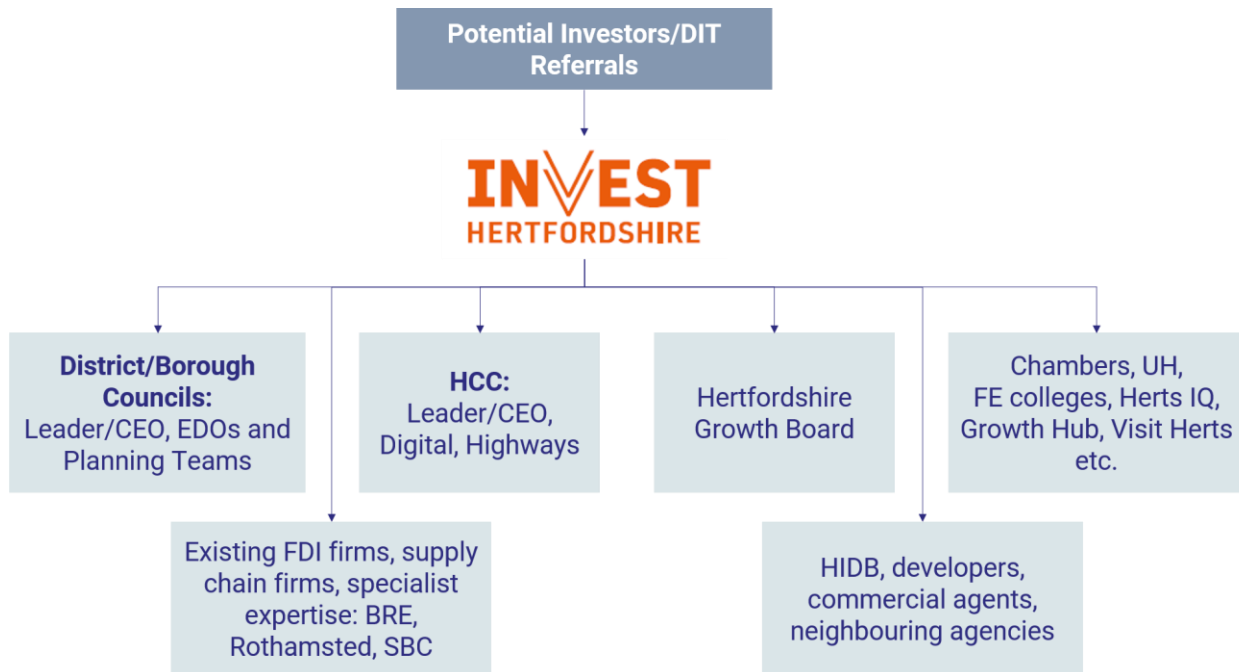 Potential Investors/DIT
Referrals
INVEST
HERTFORDSHIRE
District/Borough
Councils:
Leader/CEO, EDOs and
Planning Teams
HCC:
Leader/CEO,
Digital, Highways
Hertfordshire
Growth Board
Chambers, UH,
FE colleges, Herts IQ,
Growth Hub, Visit Herts
etc.
Existing FDI firms, supply
chain firms, specialist
expertise: BRE,
Rothamsted, SBC
HIDB, developers,
commercial agents,
neighbouring agencies